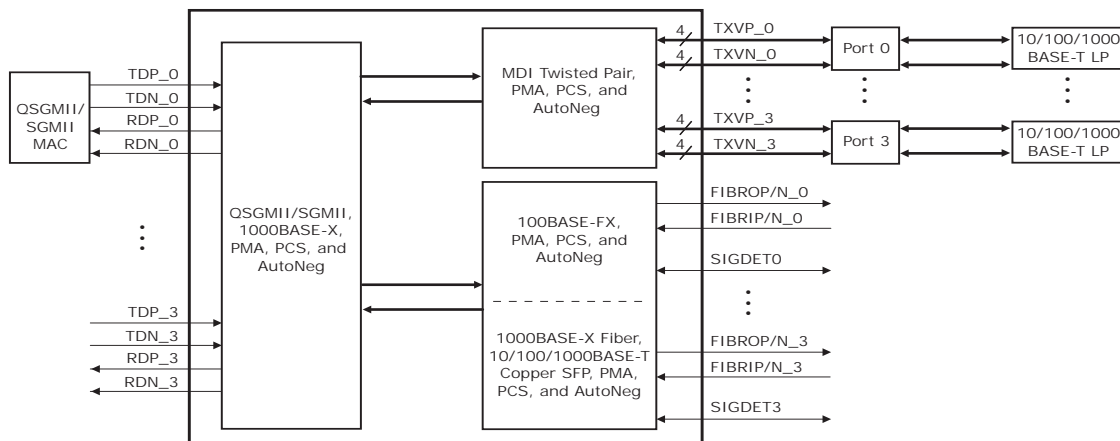 QSGMII/
SGMII
MAC
TDP_0
TDN_0
RDP_0
RDN_0
TDP_3
TDN_3
RDP_3
RDN_3
QSGMII/SGMII,
1000BASE-X,
PMA, PCS, and
AutoNeg
MDI Twisted Pair,
PMA, PCS, and
AutoNeg
100BASE-FX,
PMA, PCS, and
AutoNeg
1000BASE-X Fiber,
10/100/1000BASE-T
Copper SFP, PMA,
PCS, and AutoNeg
4 TXVP_0
4 TXVN_0
4 TXVP_3
4 TXVN_3
Port 0
Port 3
10/100/1000
BASE-T LP
10/100/1000
BASE-T LP
FIBROP/N_0
FIBRIP/N_0
SIGDET0
FIBROP/N_3
FIBRIP/N_3
SIGDET3